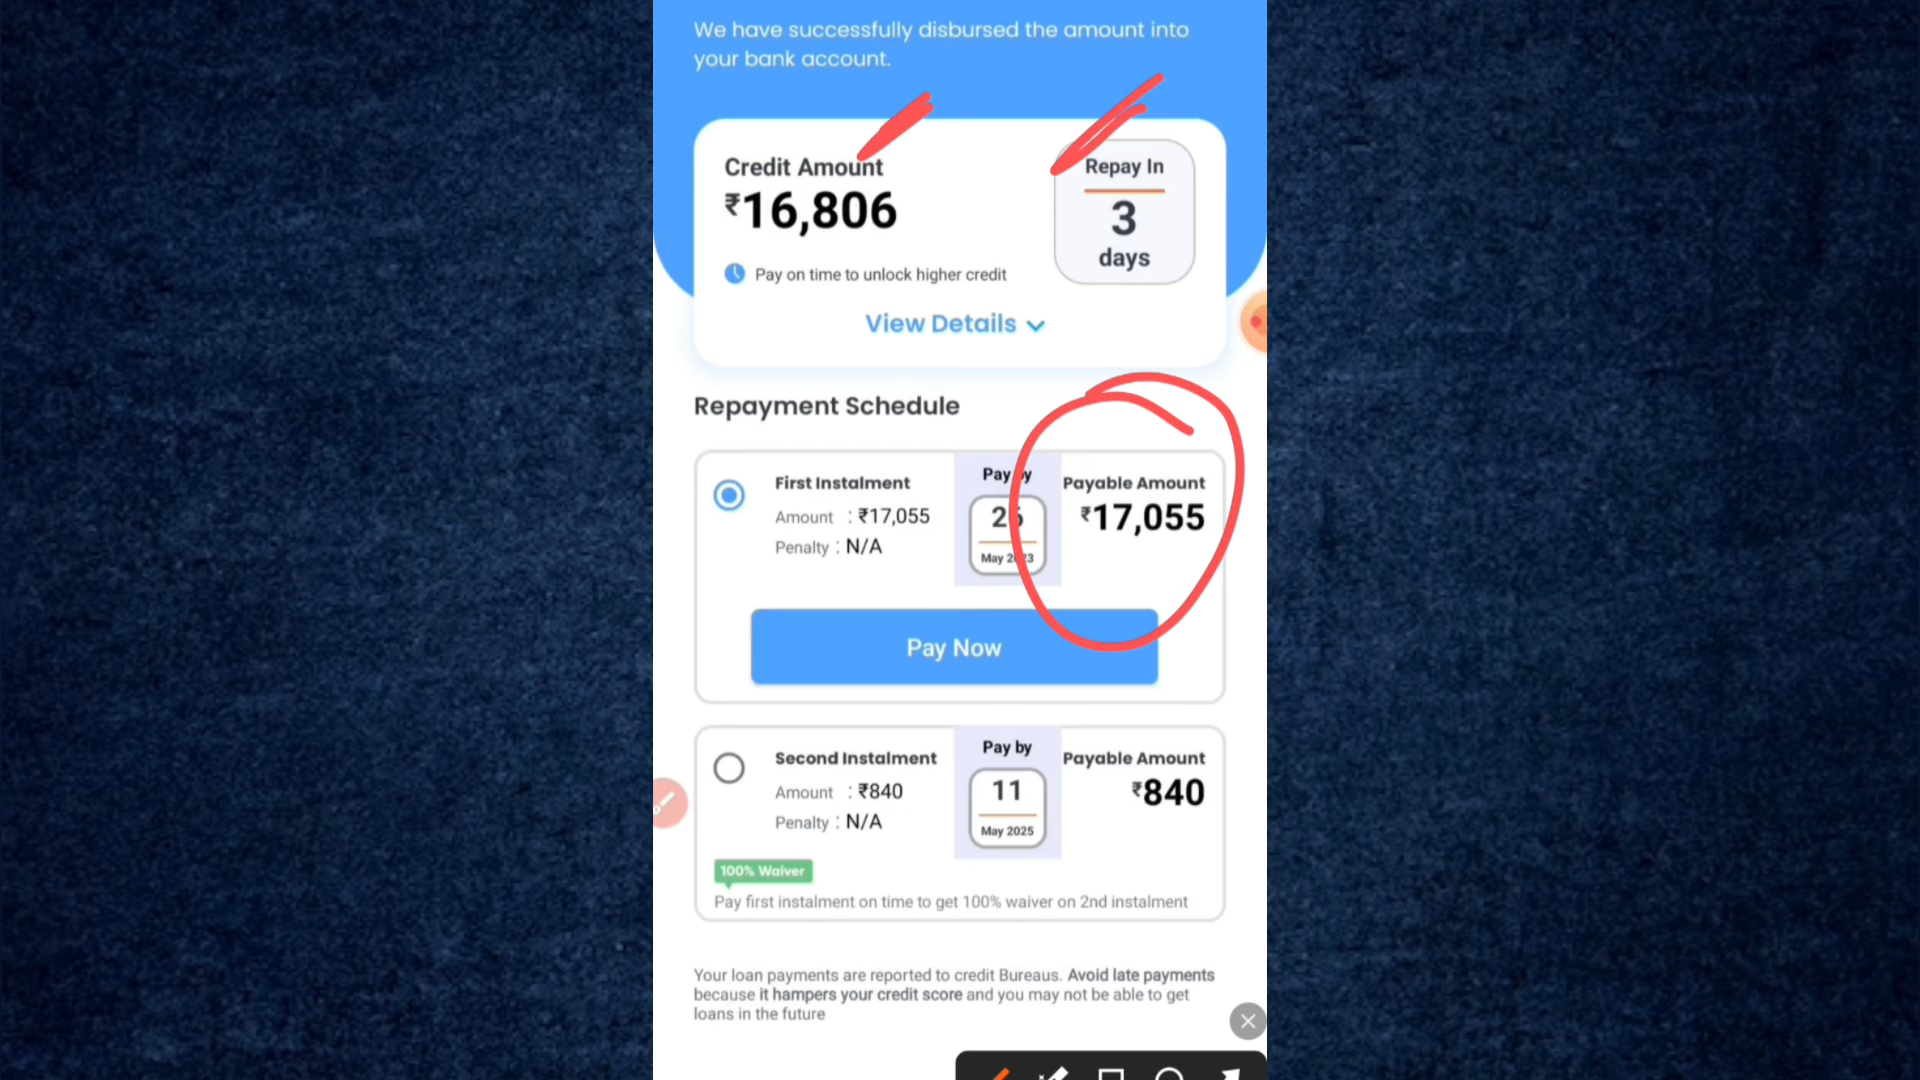 We have successfully disbursed the amount into
your bank account.
Credit Amount
₹16,806
Repay In
3
days
Pay on time to unlock higher credit
View Details
Repayment Schedule
First Instalment
Amount : ₹17,055
Penalty : N/A
Pay by
26
May 2023
Payable Amount
₹17,055
Pay Now
Second Instalment
Amount : ₹840
Penalty : N/A
Pay by
11
May 2025
Payable Amount
₹840
100% Waiver
Pay first instalment on time to get 100% waiver on 2nd instalment
Your loan payments are reported to credit Bureaus. Avoid late payments
because it hampers your credit score and you may not be able to get
loans in the future